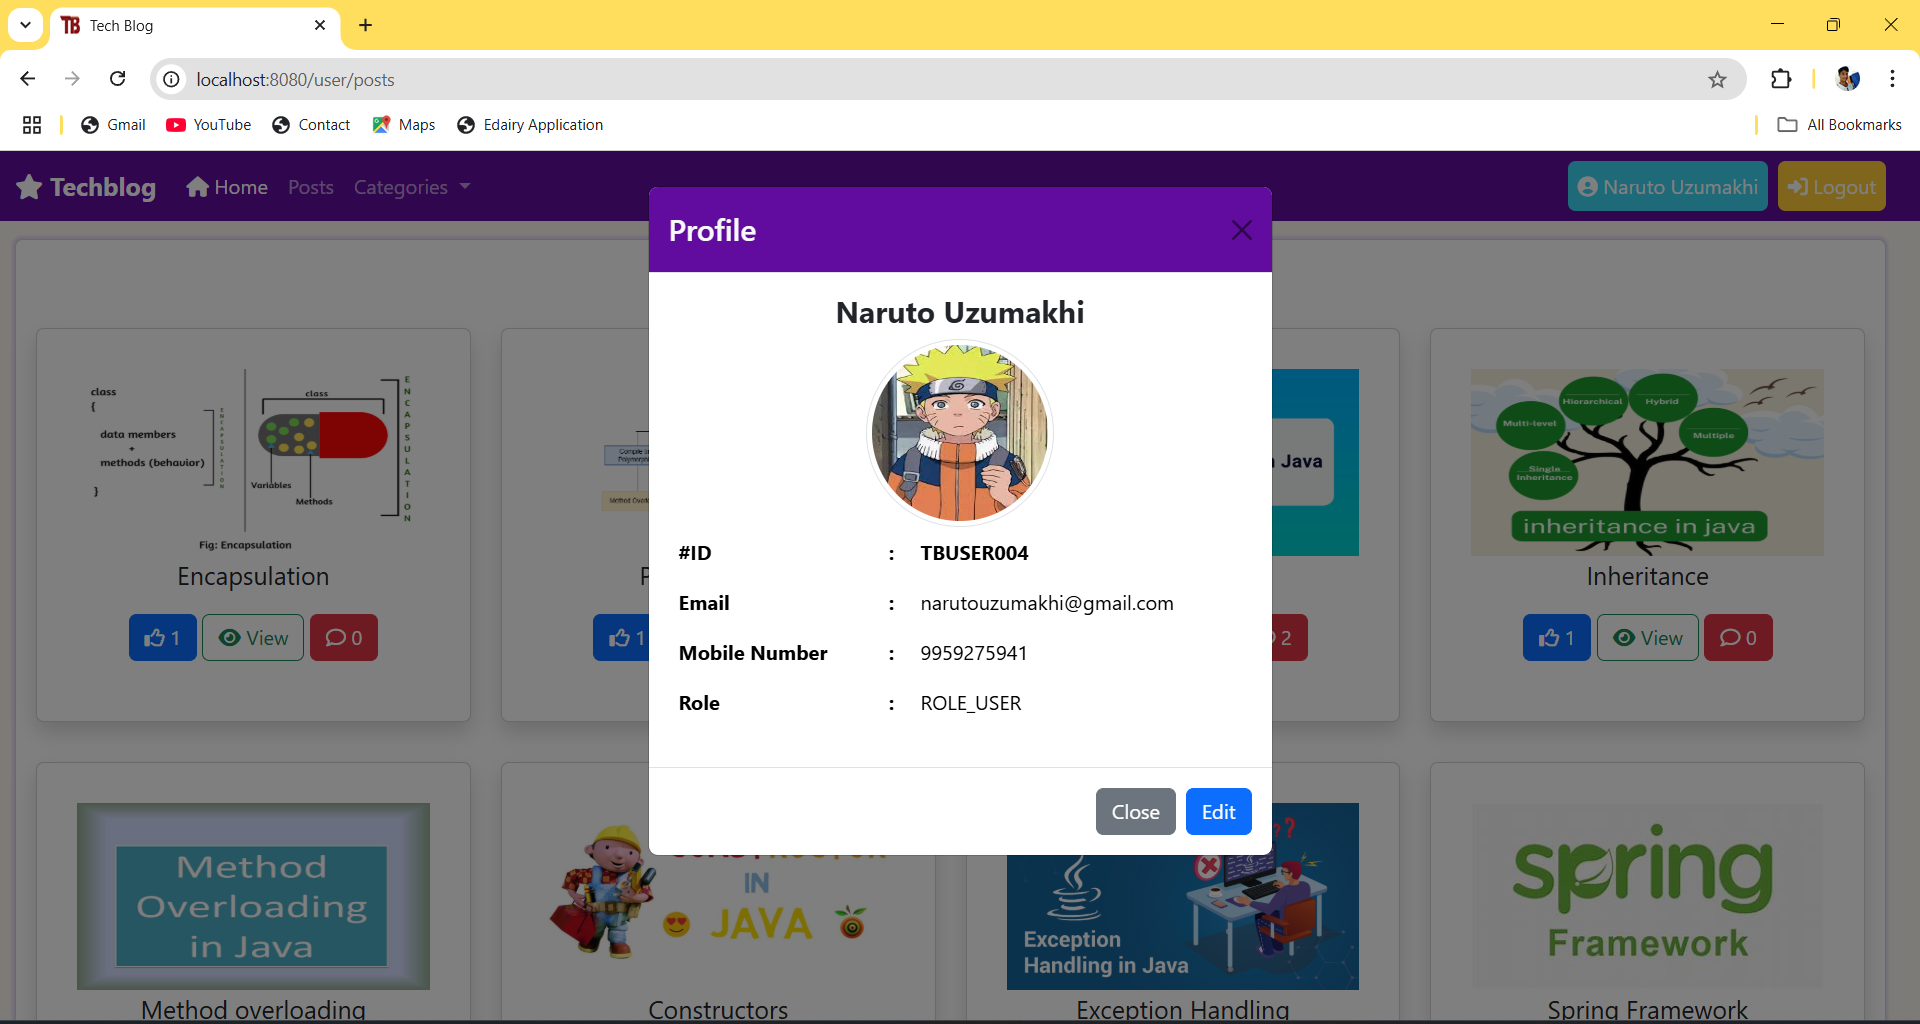 Tech Blog
localhost:8080/user/posts
Gmail
YouTube
Contact
Maps
Edairy Application
All Bookmarks
Techblog
Home
Posts
Categories
Naruto Uzumakhi
Logout
Profile
Naruto Uzumakhi
#ID : TBUSER004
Email : narutouzumakhi@gmail.com
Mobile Number : 9959275941
Role : ROLE_USER
Close
Edit
class
{
data members
+
methods (behavior)
}
ENCAPSULATION
class
Variables
Methods
ENCAPSULATION
Fig: Encapsulation
Encapsulation
1
View
0
1
Java
2
Hierarchical
Hybrid
Multi-level
Multiple
Single
Inheritance
inheritance in java
Inheritance
1
View
0
Method
Overloading
in Java
Method overloading
IN
JAVA
Constructors
??
Exception
Handling in Java
Exception Handling
spring
Framework
Spring Framework